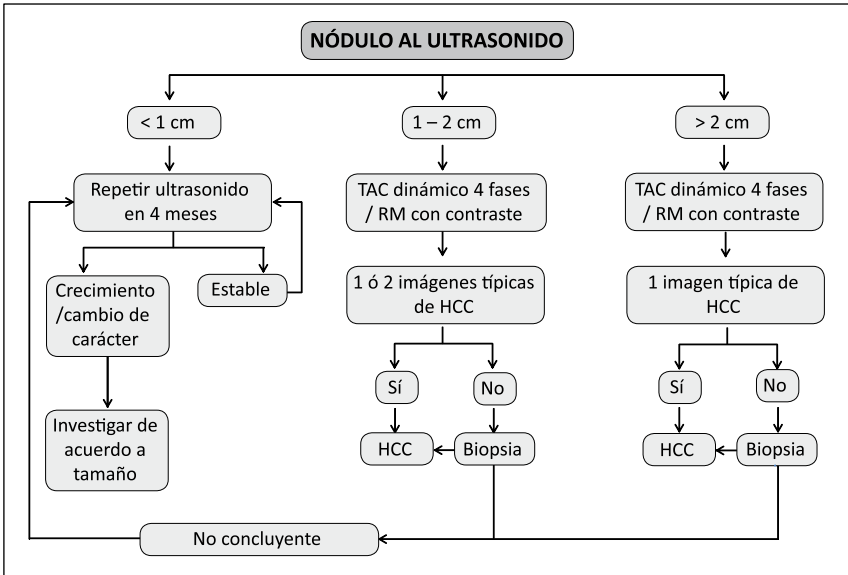 NÓDULO AL ULTRASONIDO
< 1 cm
1 – 2 cm
> 2 cm
Repetir ultrasonido
en 4 meses
TAC dinámico 4 fases
/ RM con contraste
TAC dinámico 4 fases
/ RM con contraste
Crecimiento
/cambio de
carácter
Estable
1 ó 2 imágenes típicas
de HCC
1 imagen típica de
HCC
Sí
No
Sí
No
Investigar de
acuerdo a
tamaño
HCC
Biopsia
HCC
Biopsia
No concluyente